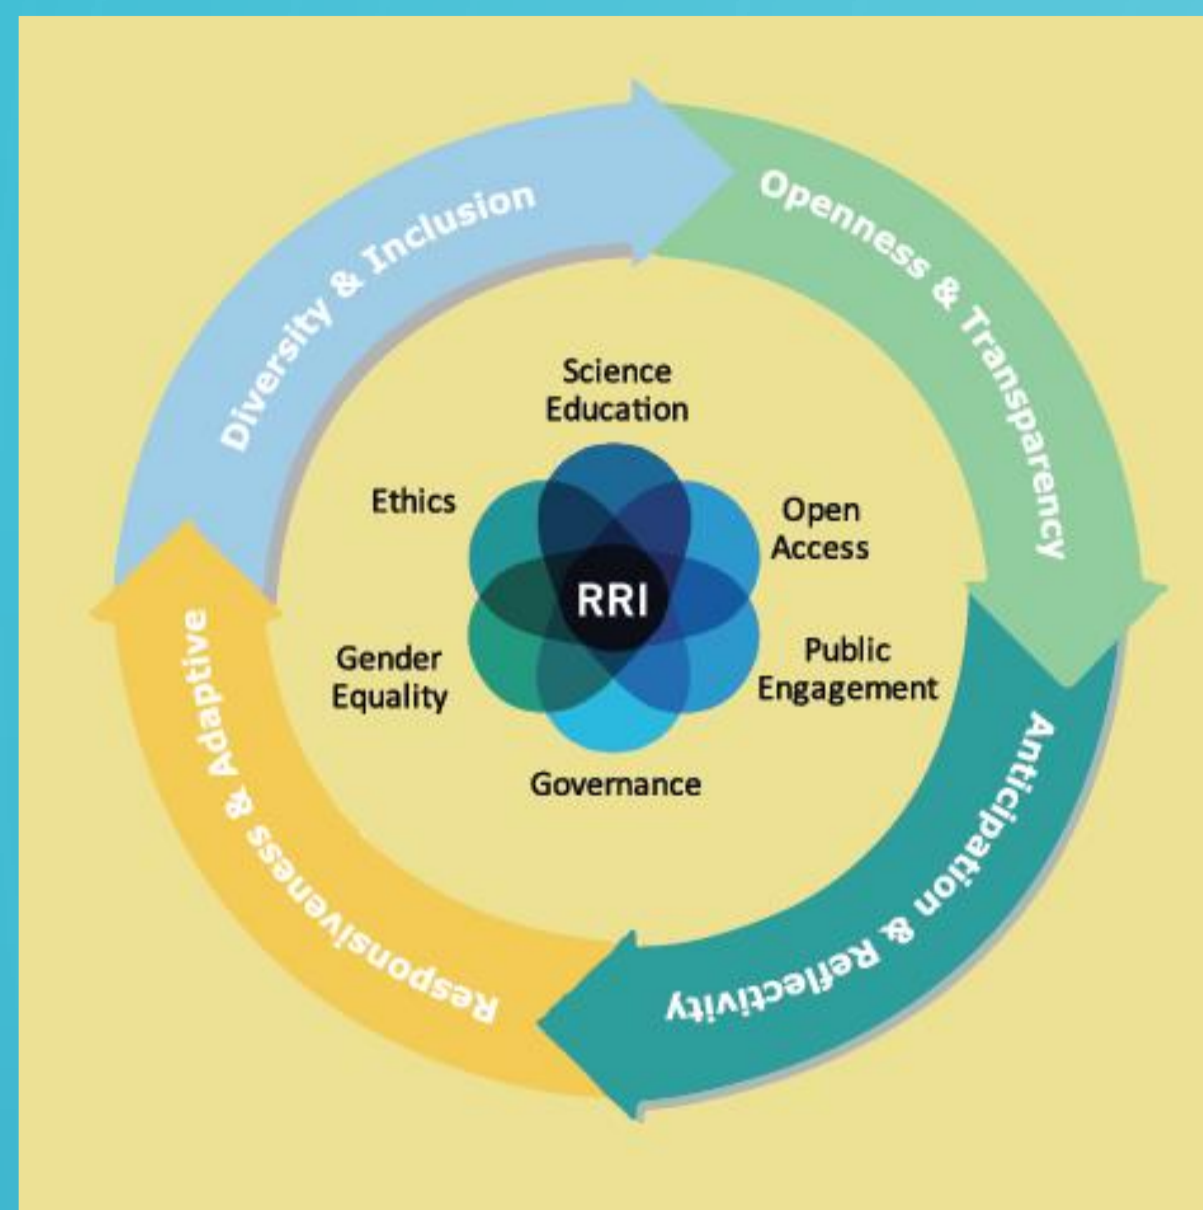 Diversity & Inclusion
Openness & Transparency
Anticipation & Reflectivity
Responsiveness & Adaptive
Science
Education
Open
Access
Public
Engagement
Governance
Gender
Equality
Ethics
RRI